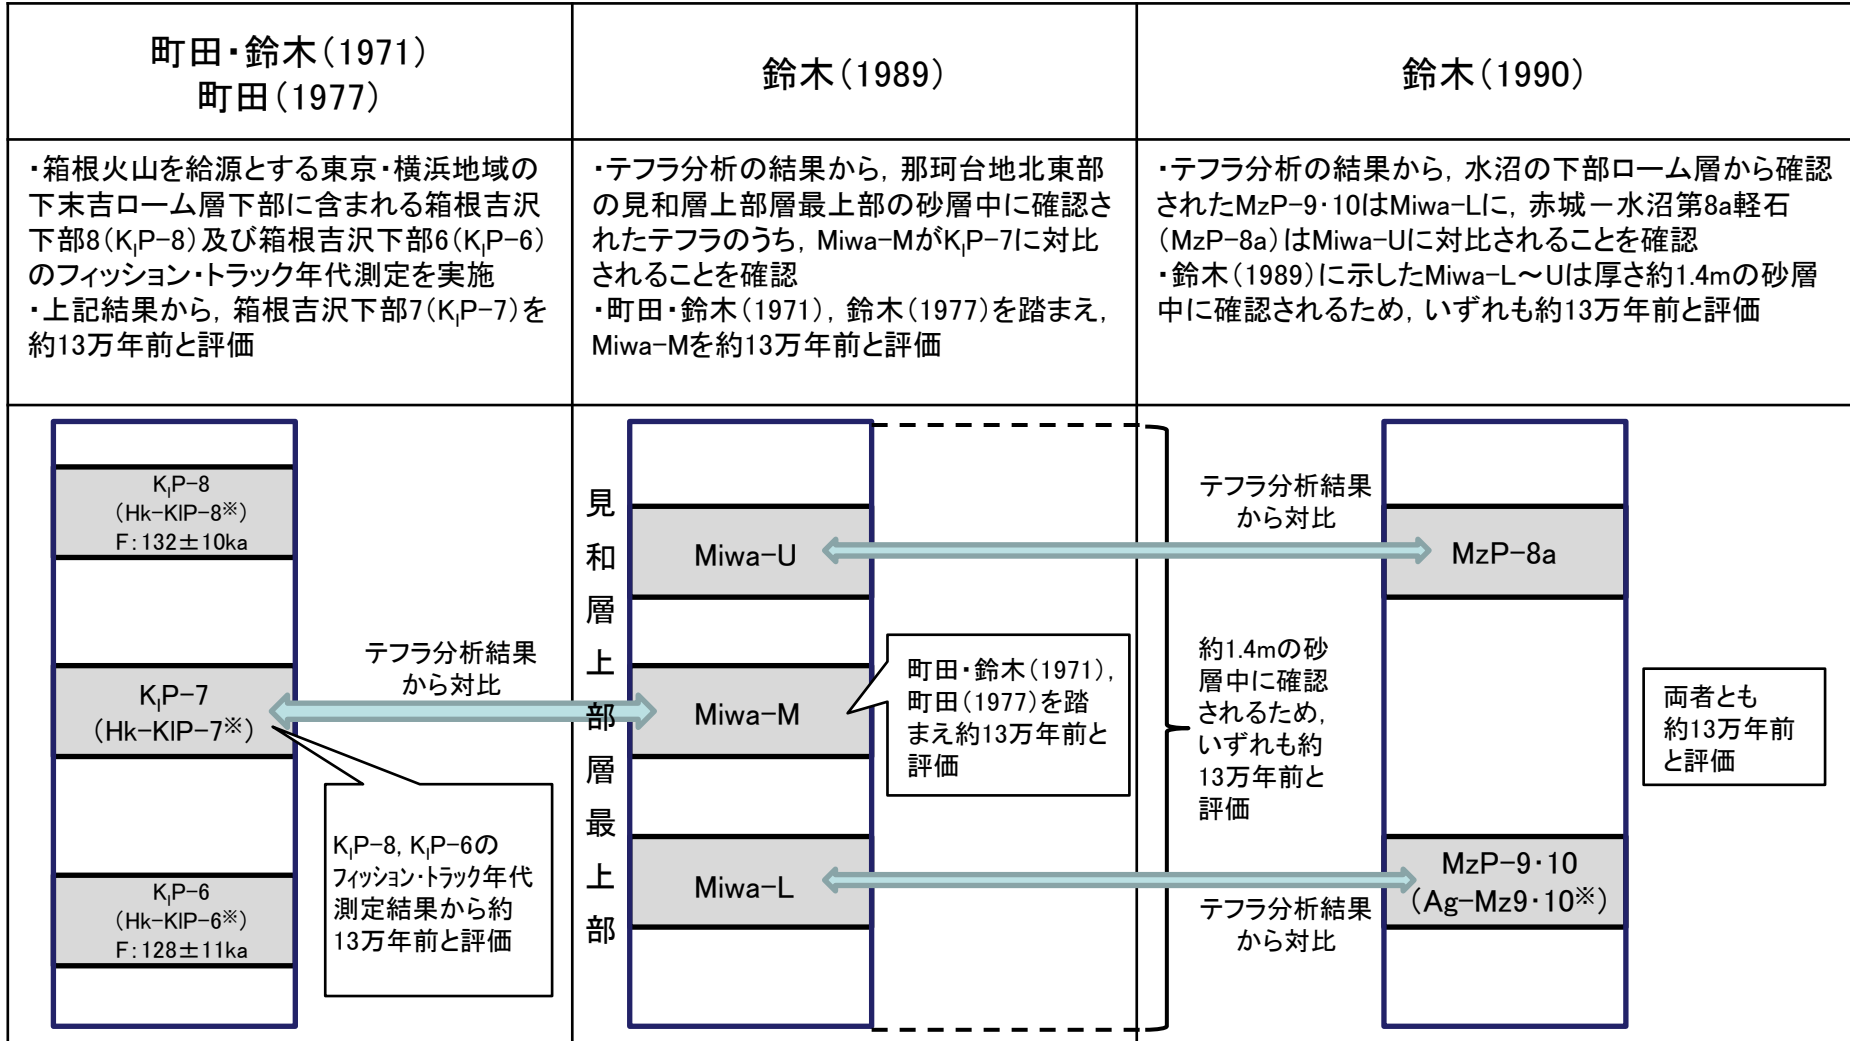 町田・鈴木(1971)
町田(1977)
鈴木(1989)
鈴木(1990)
・箱根火山を給源とする東京・横浜地域の
下末吉ローム層下部に含まれる箱根吉沢
下部8(KlP-8)及び箱根吉沢下部6(KlP-6)
のフィッション・トラック年代測定を実施
・上記結果から,箱根吉沢下部7(KlP-7)を
約13万年前と評価
・テフラ分析の結果から,那珂台地北東部
の見和層上部層最上部の砂層中に確認さ
れたテフラのうち,Miwa-MがKlP-7に対比
されることを確認
・町田・鈴木(1971),鈴木(1977)を踏まえ,
Miwa-Mを約13万年前と評価
・テフラ分析の結果から,水沼の下部ローム層から確認
されたMzP-9・10はMiwa-Lに,赤城-水沼第8a軽石
(MzP-8a)はMiwa-Uに対比されることを確認
・鈴木(1989)に示したMiwa-L~Uは厚さ約1.4mの砂層
中に確認されるため,いずれも約13万年前と評価
KlP-8
(Hk-KlP-8※)
F:132±10ka
KlP-7
(Hk-KlP-7※)
KlP-6
(Hk-KlP-6※)
F:128±11ka
KlP-8, KlP-6の
フィッション・トラック年代
測定結果から約
13万年前と評価
テフラ分析結果
から対比
見和層上部層最上部
Miwa-U
Miwa-M
Miwa-L
町田・鈴木(1971),
町田(1977)を踏
まえ約13万年前と
評価
約1.4mの砂
層中に確認
されるため,
いずれも約
13万年前と
評価
テフラ分析結果
から対比
テフラ分析結果
から対比
MzP-8a
MzP-9・10
(Ag-Mz9・10※)
両者とも
約13万年前
と評価